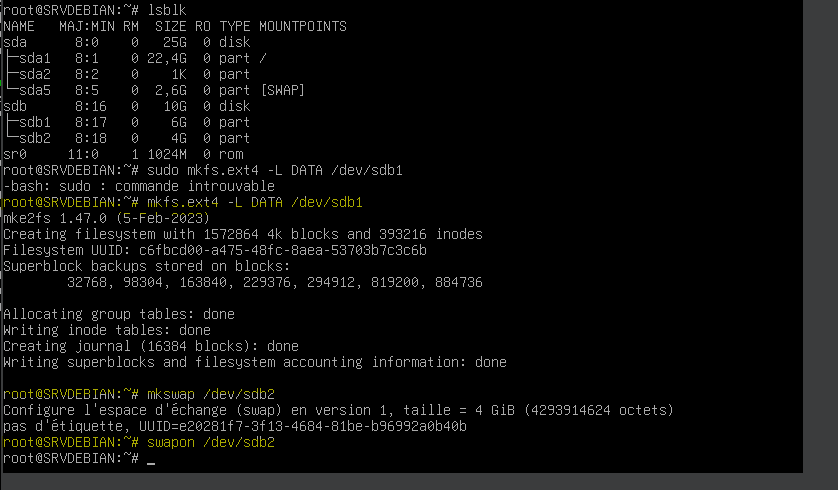 root@SRVDEBIAN:~# lsblk
NAME   MAJ:MIN RM  SIZE RO TYPE MOUNTPOINTS
sda      8:0    0   25G  0 disk
├─sda1   8:1    0 22,4G  0 part /
├─sda2   8:2    0    1K  0 part
└─sda5   8:5    0  2,6G  0 part [SWAP]
sdb      8:16   0   10G  0 disk
├─sdb1   8:17   0    6G  0 part
└─sdb2   8:18   0    4G  0 part
sr0     11:0    1 1024M  0 rom
root@SRVDEBIAN:~# sudo mkfs.ext4 -L DATA /dev/sdb1
-bash: sudo : commande introuvable
root@SRVDEBIAN:~# mkfs.ext4 -L DATA /dev/sdb1
mke2fs 1.47.0 (5-Feb-2023)
Creating filesystem with 1572864 4k blocks and 393216 inodes
Filesystem UUID: c6fbcd00-a475-48fc-8aea-53703b7c3c6b
Superblock backups stored on blocks:
        32768, 98304, 163840, 229376, 294912, 819200, 884736
Allocating group tables: done
Writing inode tables: done
Creating journal (16384 blocks): done
Writing superblocks and filesystem accounting information: done
root@SRVDEBIAN:~# mkswap /dev/sdb2
Configure l'espace d'échange (swap) en version 1, taille = 4 GiB (4293914624 octets)
pas d'étiquette, UUID=e20281f7-3f13-4684-81be-b96992a0b40b
root@SRVDEBIAN:~# swapon /dev/sdb2
root@SRVDEBIAN:~# _